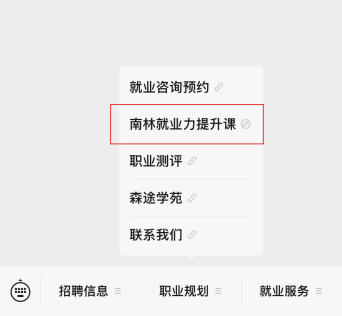 就业咨询预约
南林就业力提升课
职业测评
森途学苑
联系我们
招聘信息
职业规划
就业服务